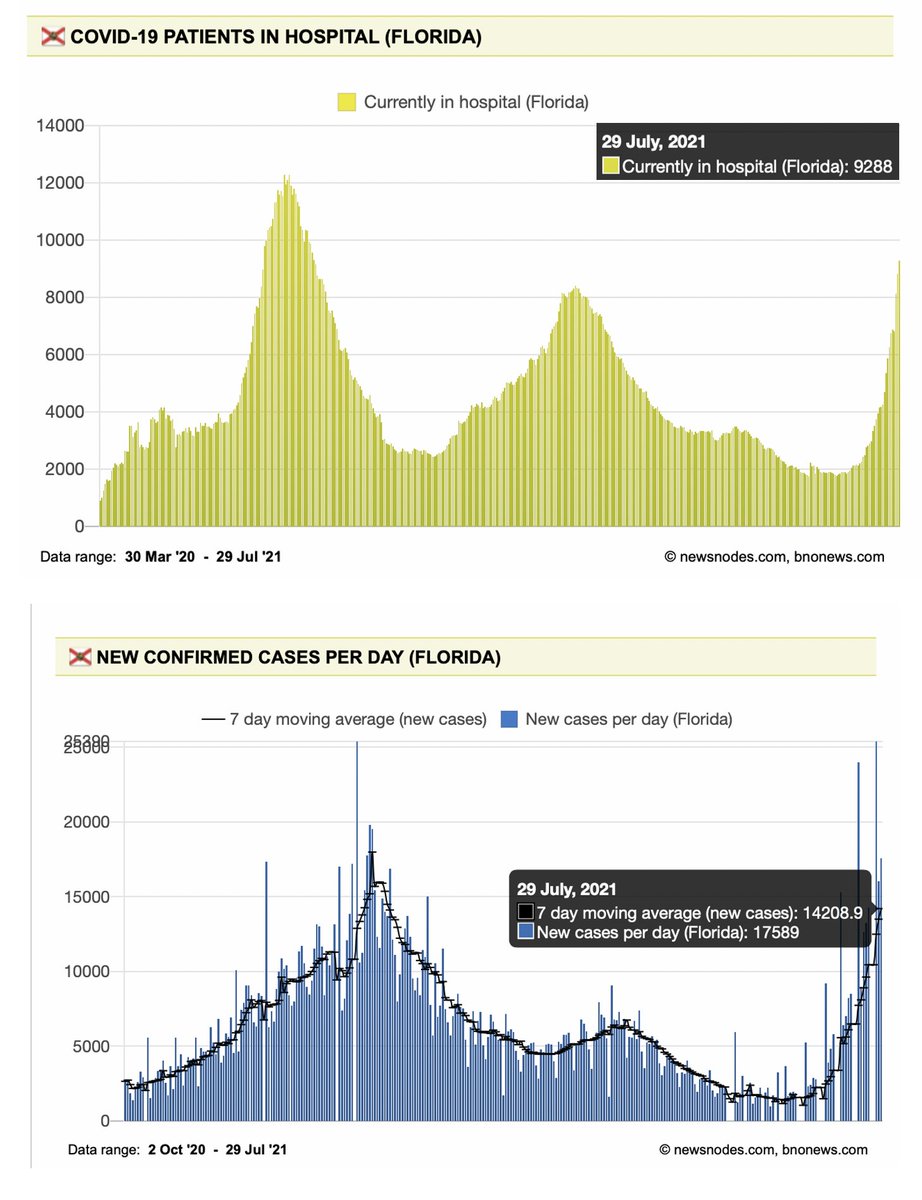 COVID-19 PATIENTS IN HOSPITAL (FLORIDA)
Currently in hospital (Florida)
14000
29 July, 2021
Currently in hospital (Florida): 9288
12000
10000
8000
6000
4000
2000
0
Data range: 30 Mar '20 - 29 Jul '21
© newsnodes.com, bnonews.com
NEW CONFIRMED CASES PER DAY (FLORIDA)
7 day moving average (new cases)
New cases per day (Florida)
25390
25000
20000
15000
29 July, 2021
7 day moving average (new cases): 14208.9
New cases per day (Florida): 17589
10000
5000
0
Data range: 2 Oct '20 - 29 Jul '21
© newsnodes.com, bnonews.com